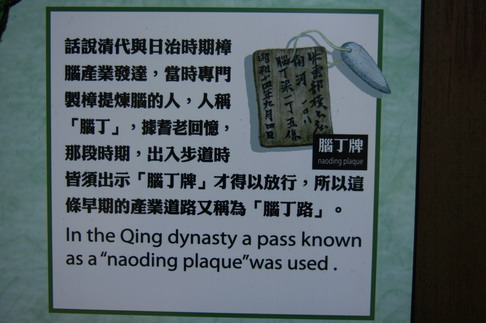 話說清代與日治時期樟
腦產業發達，當時專門
製樟提煉腦的人，人稱
「腦丁」，據耆老回憶，
那段時期，出入步道時
皆須出示「腦丁牌」才得以放行，所以這
條早期的產業道路又稱為「腦丁路」。
腦丁牌
naoding plaque
In the Qing dynasty a pass known
as a “naoding plaque”was used .